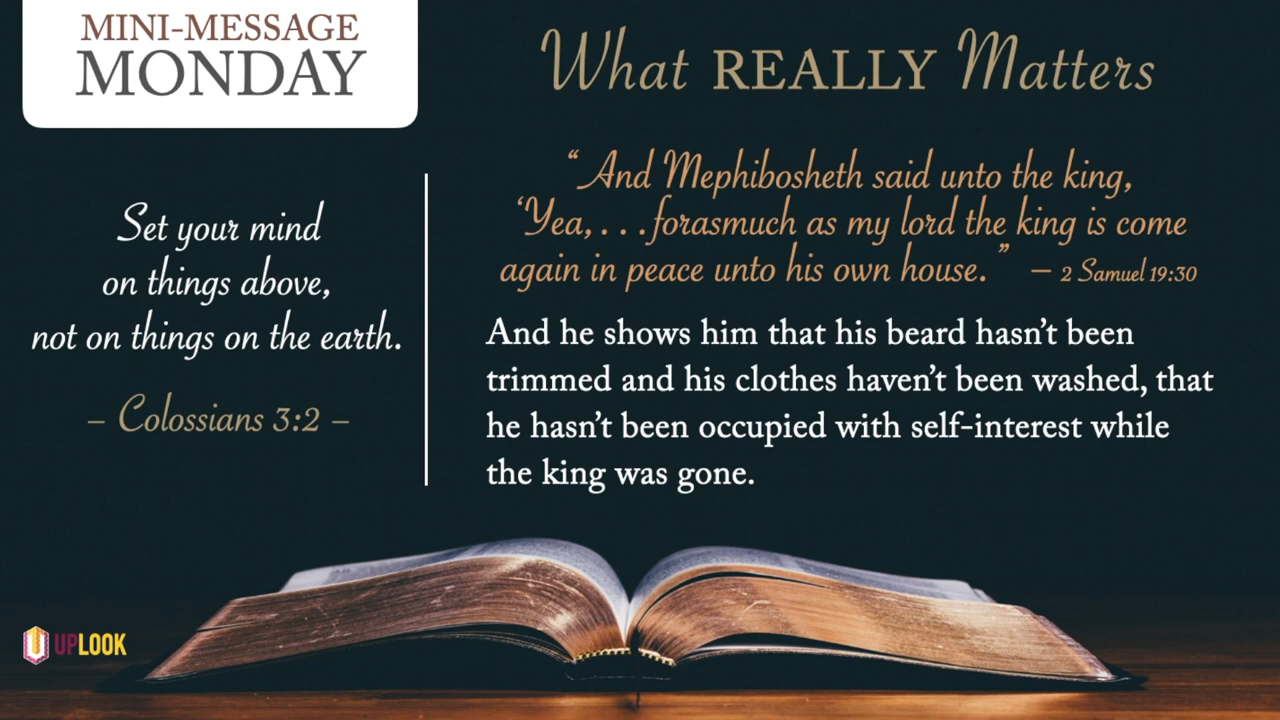 MINI-MESSAGE
MONDAY
What REALLY Matters
Set your mind
on things above,
not on things on the earth.
– Colossians 3:2 –
“And Mephibosheth said unto the king,
‘Yea, . . . forasmuch as my lord the king is come
again in peace unto his own house.” – 2 Samuel 19:30
And he shows him that his beard hasn’t been
trimmed and his clothes haven’t been washed, that
he hasn’t been occupied with self-interest while
the king was gone.
UPLOOK